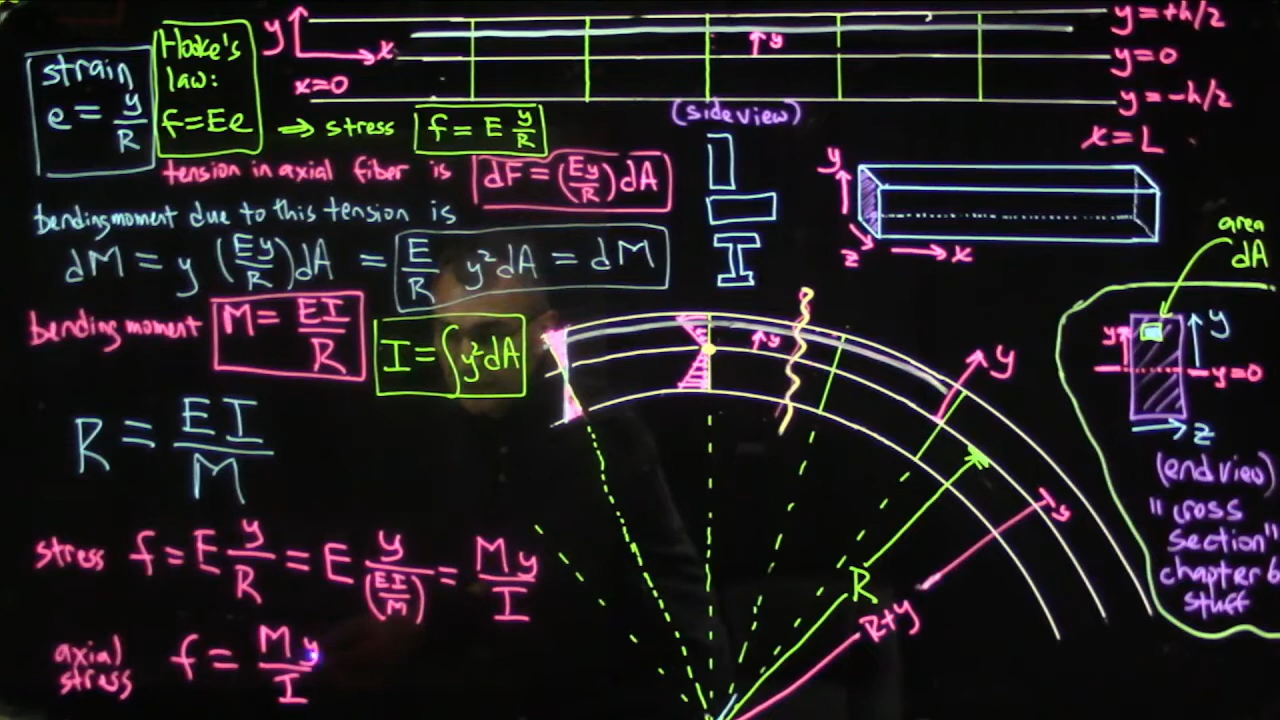 strain
e = y/R
Hooke's
law:
f = Ee
⇒ stress f = E y/R
y
x
x=0
y
y = +h/2
y = 0
y = -h/2
x = L
(side view)
tension in axial fiber is dF = (Ey/R) dA
bending moment due to this tension is
dM = y (Ey/R) dA = E/R y² dA = dM
bending moment M = EI/R
I = ∫y²dA
R = EI/M
stress f = E y/R = E y/(EI/M) = My/I
axial
stress f = My/I
y
z
x
y
y
R
R+y
y
area
dA
y
y
y=0
z
(end view)
"cross
section"
chapter 6
stuff